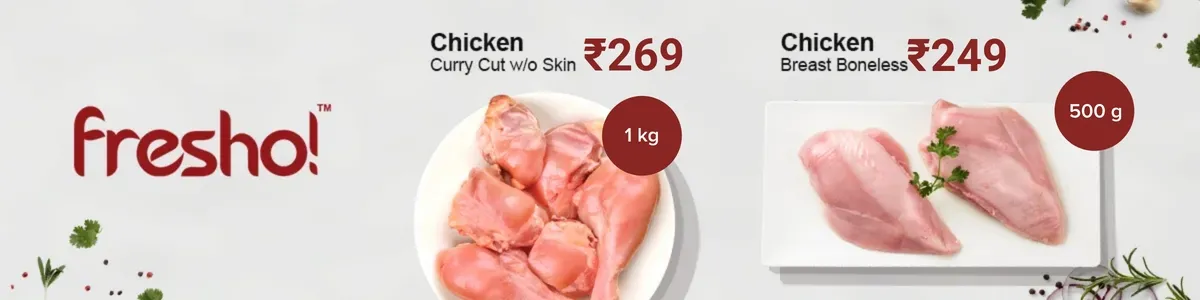 fresho!™
Chicken
Curry Cut w/o Skin
₹269
1 kg
Chicken
Breast Boneless
₹249
500 g